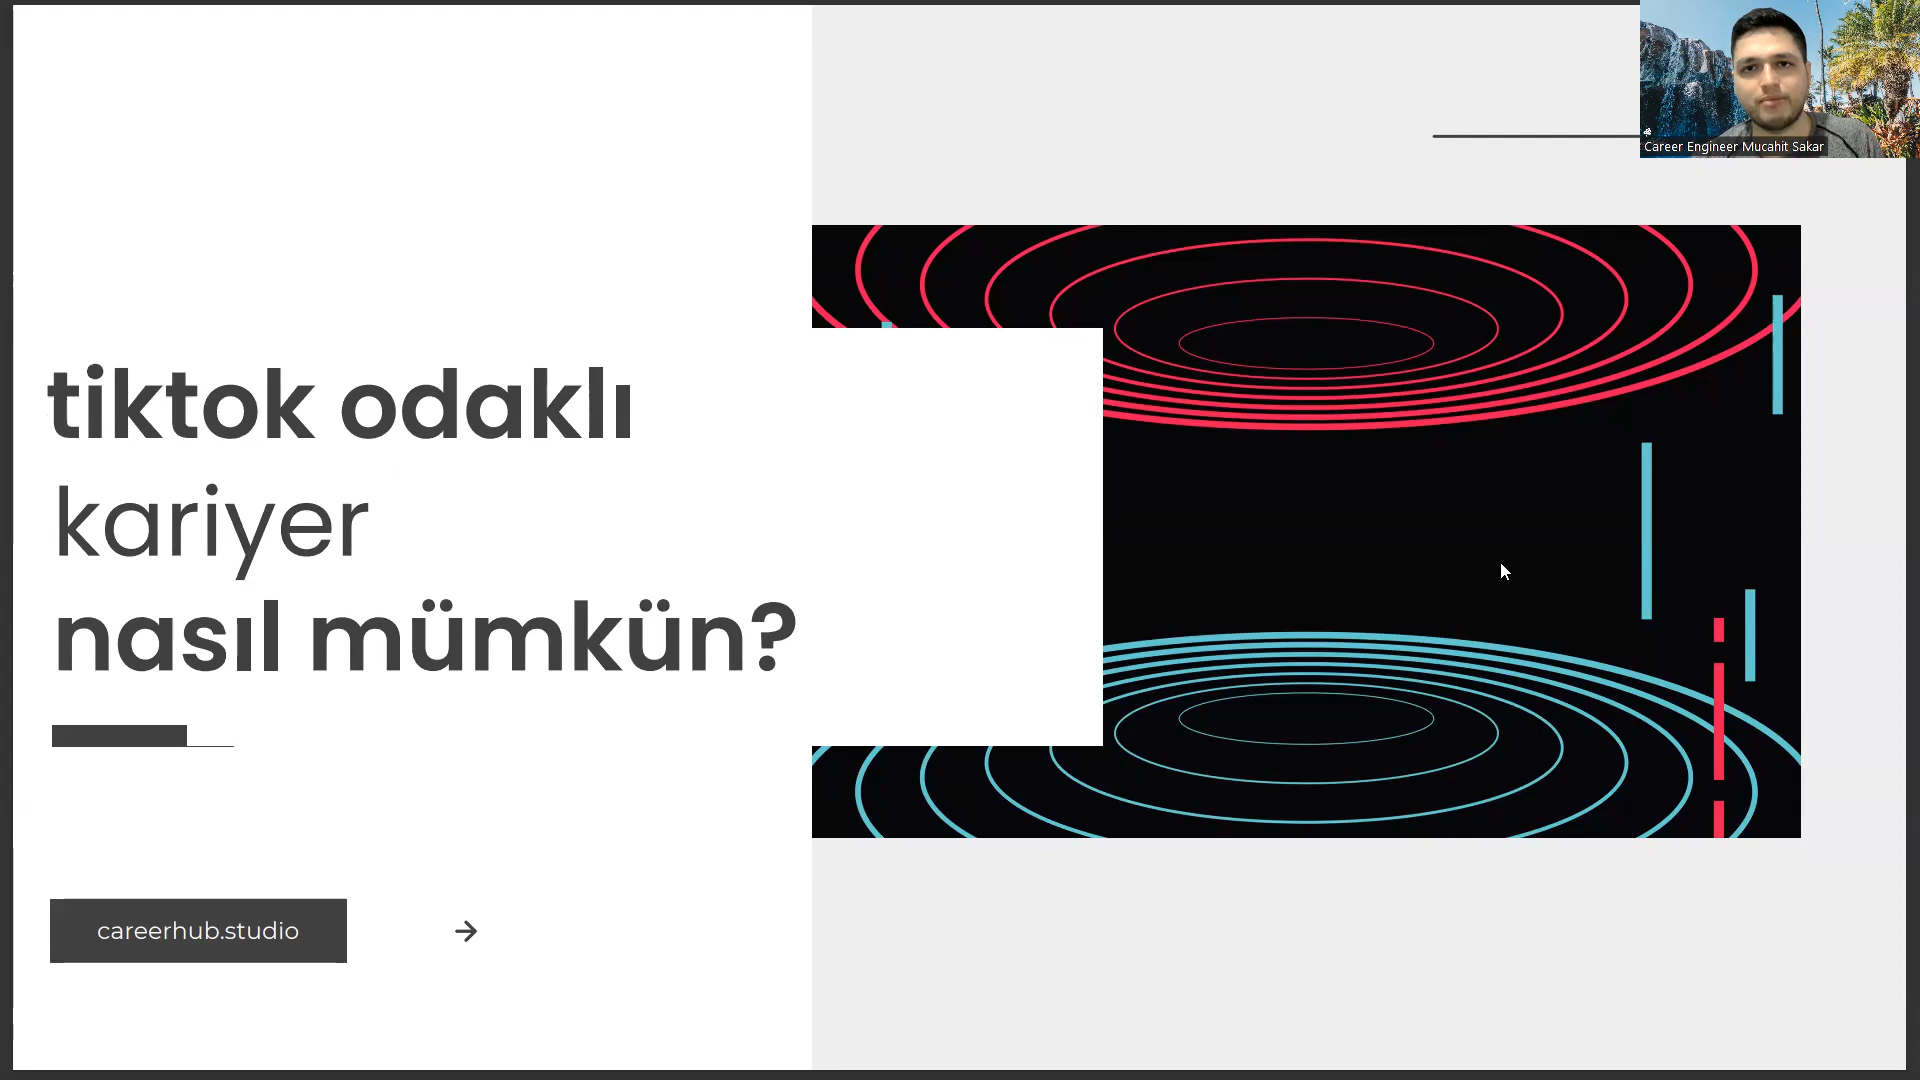 Career Engineer Mucahit Sakar
tiktok odaklı
kariyer
nasıl mümkün?
careerhub.studio